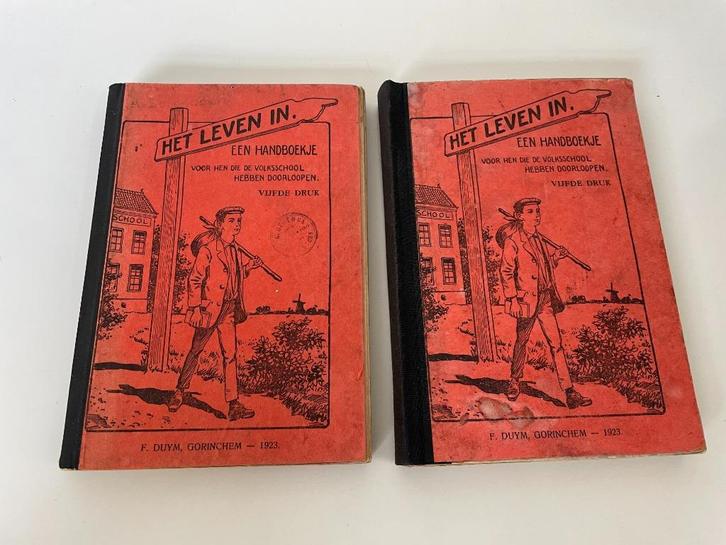 HET LEVEN IN.
EEN HANDBOEKJE
VOOR HEN DIE DE VOLKSSCHOOL
HEBBEN DOORLOOPEN.
VIJFDE DRUK
SCHOOL
F. DUYM, GORINCHEM — 1923.
HET LEVEN IN.
EEN HANDBOEKJE
VOOR HEN DIE DE VOLKSSCHOOL
HEBBEN DOORLOOPEN.
VIJFDE DRUK
SCHOOL
F. DUYM, GORINCHEM — 1923.